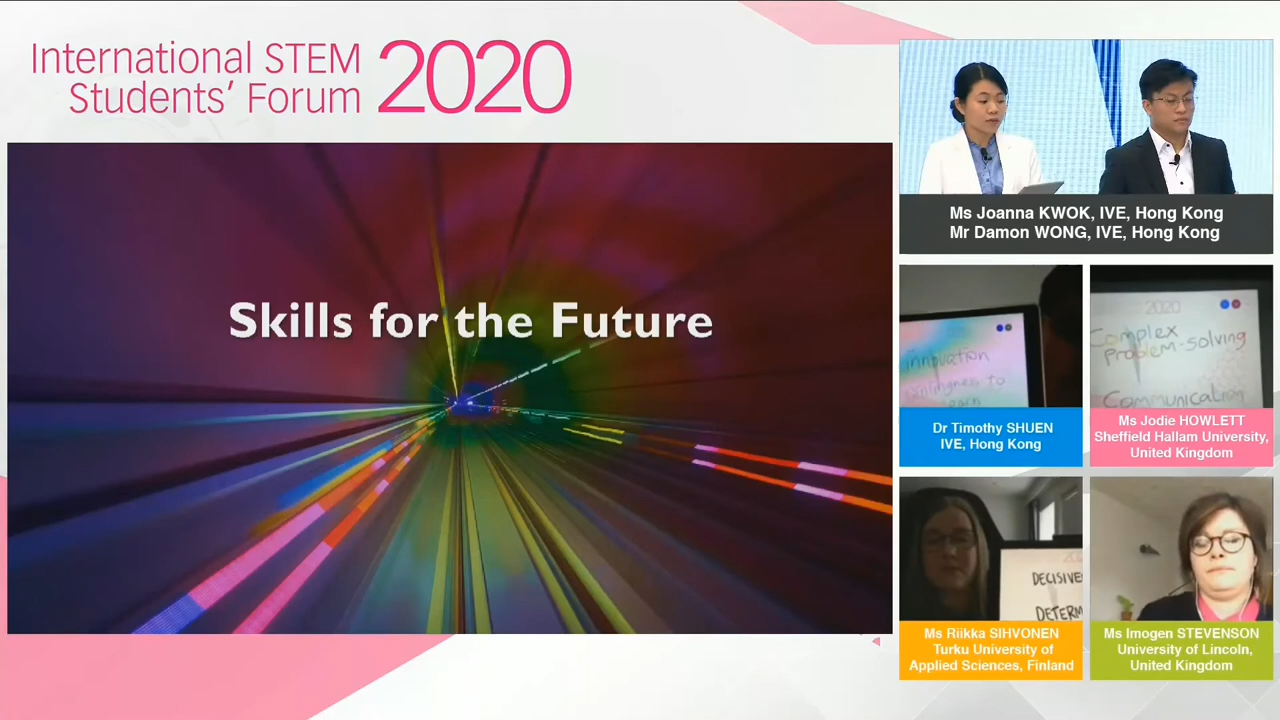 International STEM
Students' Forum
2020
Skills for the Future
Ms Joanna KWOK, IVE, Hong Kong
Mr Damon WONG, IVE, Hong Kong
innovation
willingness to
2020
Complex
problem-solving
Communication
Dr Timothy SHUEN
IVE, Hong Kong
Ms Jodie HOWLETT
Sheffield Hallam University,
United Kingdom
DECISIVE
DETERM
Ms Riikka SIHVONEN
Turku University of
Applied Sciences, Finland
Ms Imogen STEVENSON
University of Lincoln,
United Kingdom